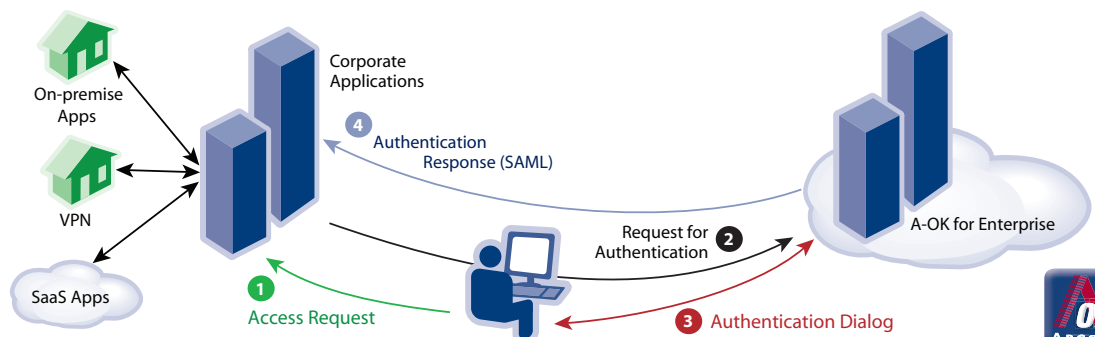 Corporate
Applications
On-premise
Apps
4
Authentication
Response (SAML)
VPN
Request for
Authentication
2
A-OK for Enterprise
SaaS Apps
1
Access Request
3
Authentication Dialog